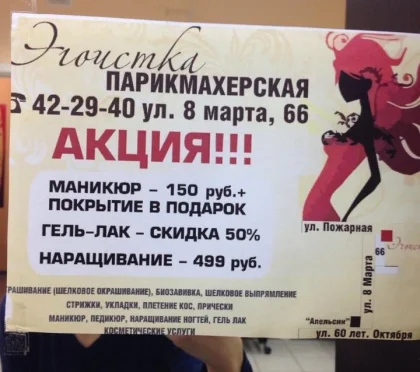 Эгоистка
ПАРИКМАХЕРСКАЯ
42-29-40 ул. 8 марта, 66
АКЦИЯ!!!
МАНИКЮР – 150 руб.+
ПОКРЫТИЕ В ПОДАРОК
ГЕЛЬ-ЛАК – СКИДКА 50%
НАРАЩИВАНИЕ – 499 руб.
РАШИВАНИЕ (ШЕЛКОВОЕ ОКРАШИВАНИЕ), БИОЗАВИВКА, ШЕЛКОВОЕ ВЫПРЯМЛЕНИЕ
СТРИЖКИ, УКЛАДКИ, ПЛЕТЕНИЕ КОС, ПРИЧЕСКИ
МАНИКЮР, ПЕДИКЮР, НАРАЩИВАНИЕ НОГТЕЙ, ГЕЛЬ ЛАК
КОСМЕТИЧЕСКИЕ УСЛУГИ
ул. Пожарная
66
ул. 8 Марта
"Апельсин"
ул. 60 лет. Октября